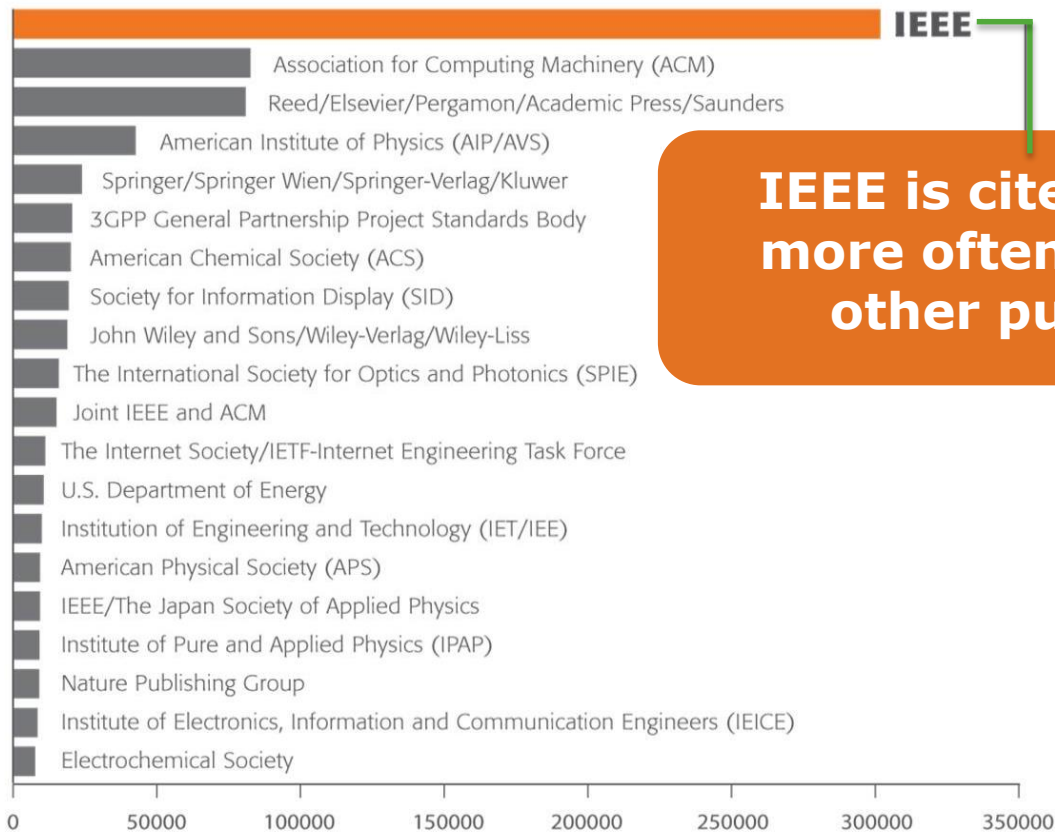 IEEE
Association for Computing Machinery (ACM)
Reed/Elsevier/Pergamon/Academic Press/Saunders
American Institute of Physics (AIP/AVS)
Springer/Springer Wien/Springer-Verlag/Kluwer
3GPP General Partnership Project Standards Body
American Chemical Society (ACS)
Society for Information Display (SID)
John Wiley and Sons/Wiley-Verlag/Wiley-Liss
The International Society for Optics and Photonics (SPIE)
Joint IEEE and ACM
The Internet Society/IETF-Internet Engineering Task Force
U.S. Department of Energy
Institution of Engineering and Technology (IET/IEE)
American Physical Society (APS)
IEEE/The Japan Society of Applied Physics
Institute of Pure and Applied Physics (IPAP)
Nature Publishing Group
Institute of Electronics, Information and Communication Engineers (IEICE)
Electrochemical Society
0 50000 100000 150000 200000 250000 300000 350000
IEEE is
more often
other